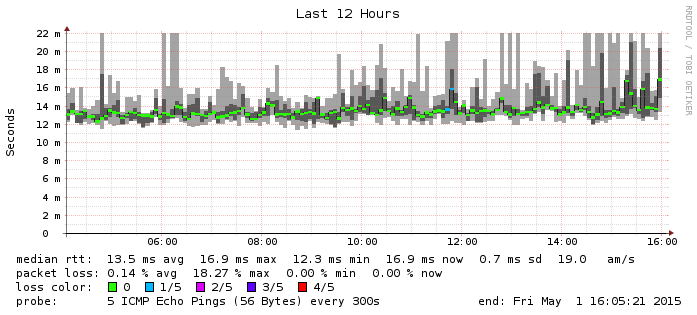 Last 12 Hours
RRDTOOL / TOBI OETIKER
Seconds
22 m
20 m
18 m
16 m
14 m
12 m
10 m
8 m
6 m
4 m
2 m
0
06:00 08:00 10:00 12:00 14:00 16:00
median rtt: 13.5 ms avg 16.9 ms max 12.3 ms min 16.9 ms now 0.7 ms sd 19.0 am/s
packet loss: 0.14 % avg 18.27 % max 0.00 % min 0.00 % now
loss color: 0 1/5 2/5 3/5 4/5
probe: 5 ICMP Echo Pings (56 Bytes) every 300s end: Fri May 1 16:05:21 2015